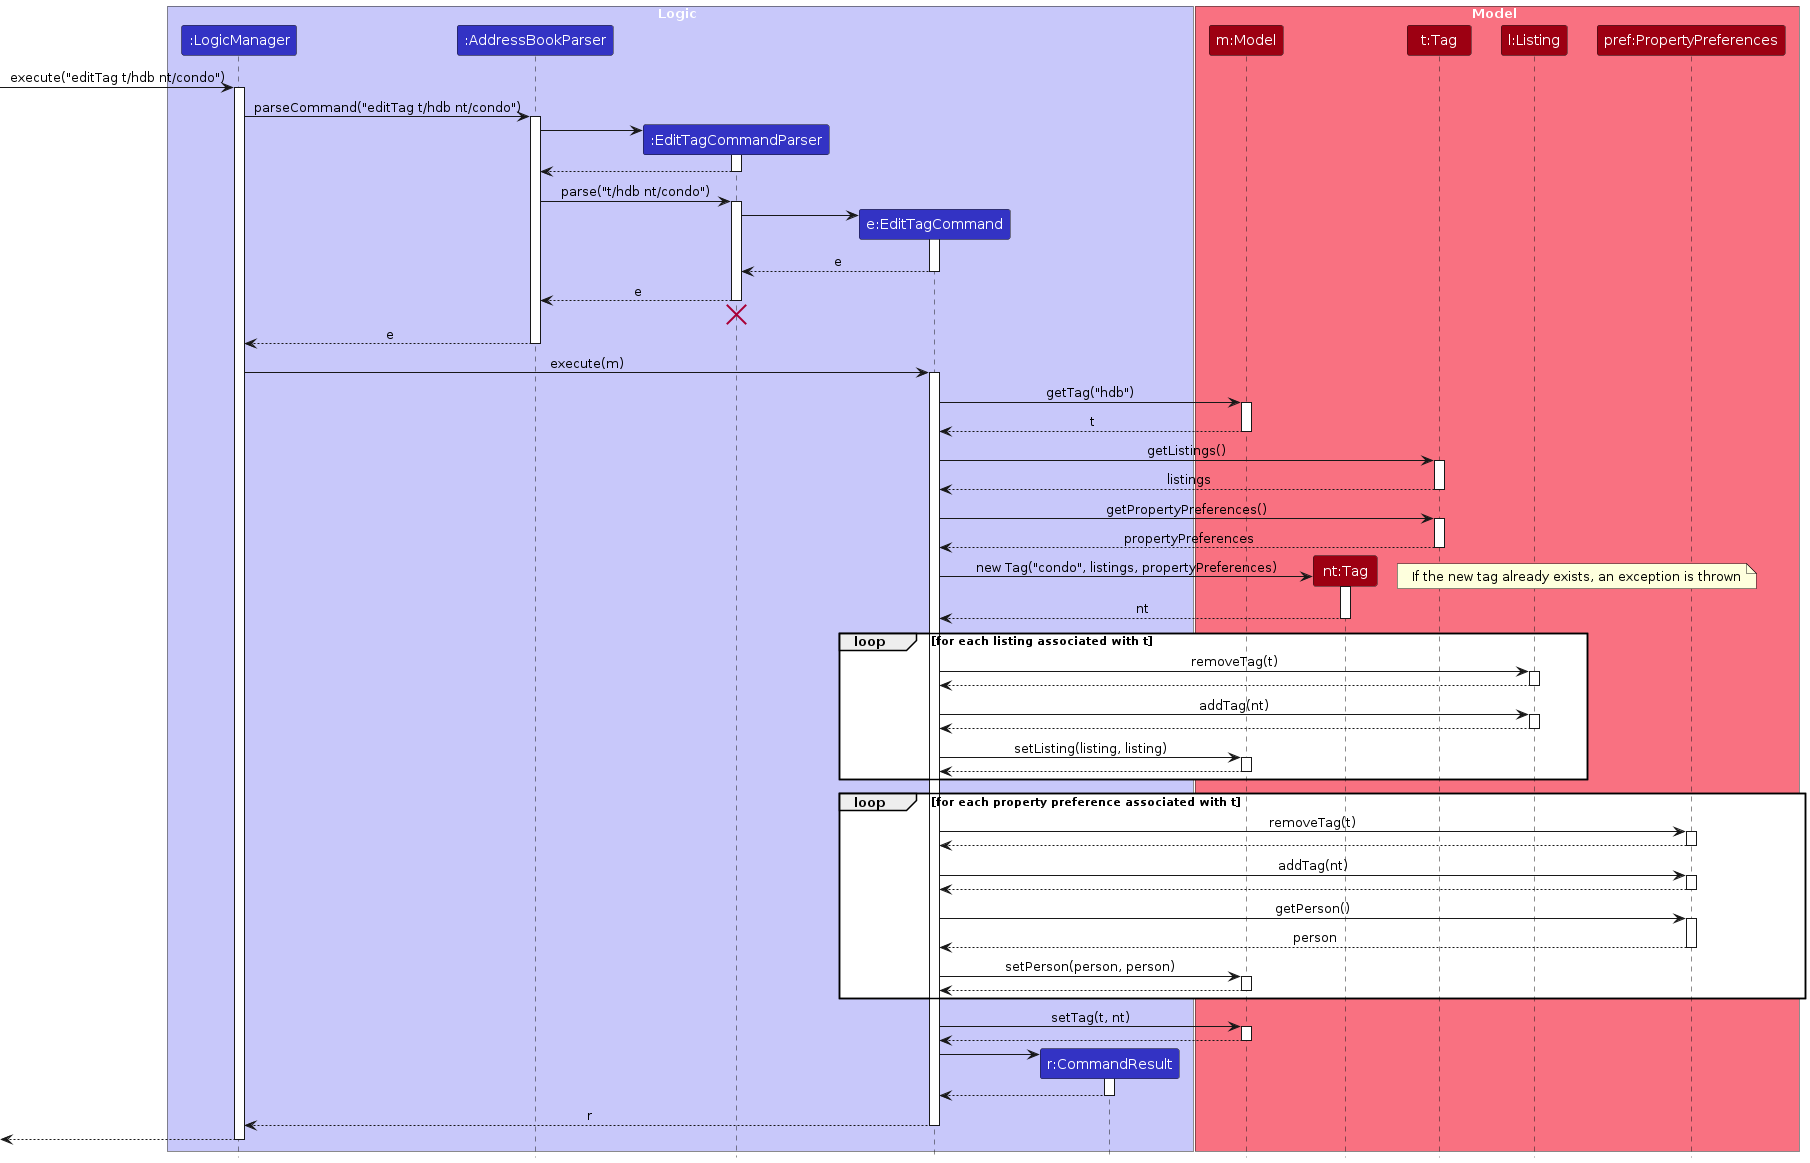 Logic
Model
:LogicManager
:AddressBookParser
m:Model
t:Tag
l:Listing
pref:PropertyPreferences
execute("editTag t/hdb nt/condo")
parseCommand("editTag t/hdb nt/condo")
:EditTagCommandParser
parse("t/hdb nt/condo")
e:EditTagCommand
e
e
e
execute(m)
getTag("hdb")
t
getListings()
listings
getPropertyPreferences()
propertyPreferences
new Tag("condo", listings, propertyPreferences)
nt:Tag
If the new tag already exists, an exception is thrown
nt
loop
[for each listing associated with t]
removeTag(t)
addTag(nt)
setListing(listing, listing)
loop
[for each property preference associated with t]
removeTag(t)
addTag(nt)
getPerson()
person
setPerson(person, person)
setTag(t, nt)
r:CommandResult
r